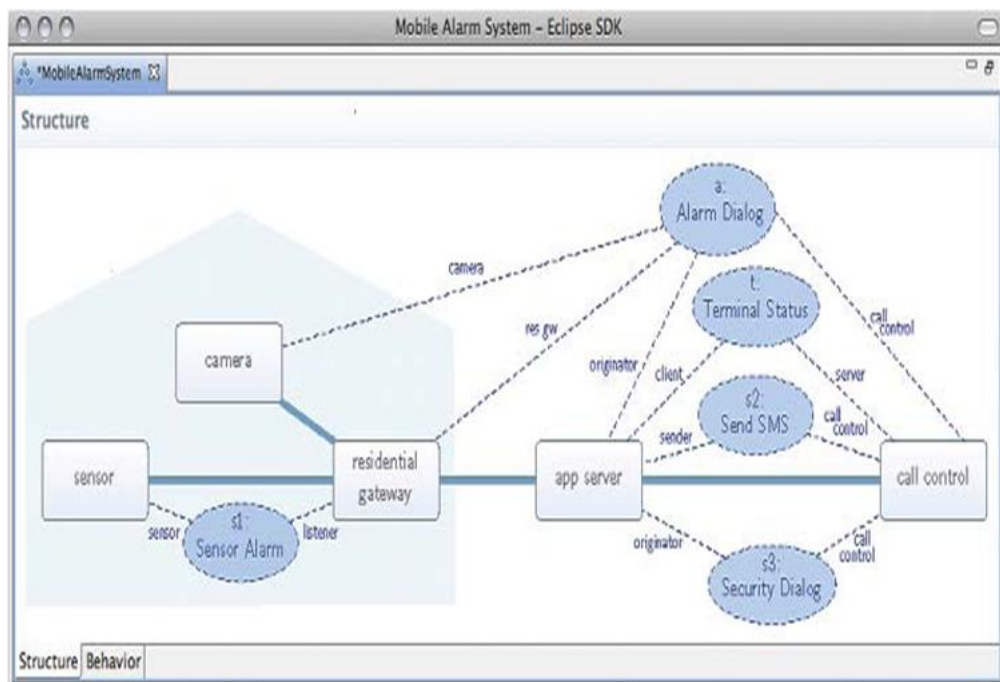 Mobile Alarm System – Eclipse SDK
*MobileAlarmSystem
Structure
a:
Alarm Dialog
camera
t:
Terminal Status
res gw
call
control
originator
client
server
camera
s2:
Send SMS
call
control
sender
sensor
residential
gateway
app server
call control
sensor
s1:
Sensor Alarm
listener
originator
call
control
s3:
Security Dialog
Structure
Behavior